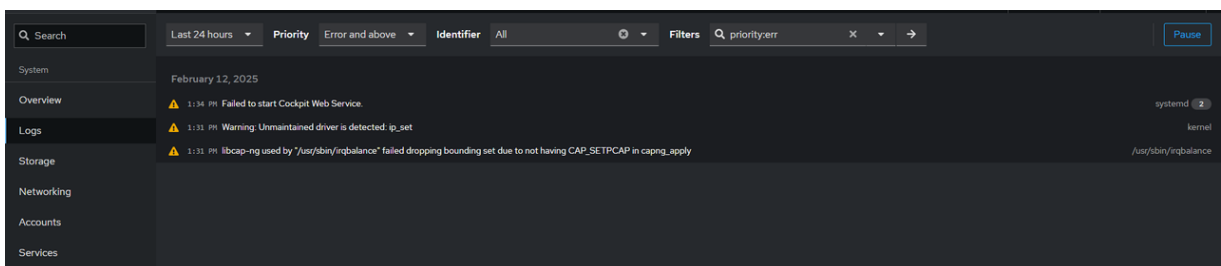 Search
Last 24 hours Priority Error and above Identifier All Filters priority:err Pause
System
Overview
Logs
Storage
Networking
Accounts
Services
February 12, 2025
1:34 PM Failed to start Cockpit Web Service. systemd 2
1:31 PM Warning: Unmaintained driver is detected: ip_set kernel
1:31 PM libcap-ng used by "/usr/sbin/irqbalance" failed dropping bounding set due to not having CAP_SETPCAP in capng_apply /usr/sbin/irqbalance